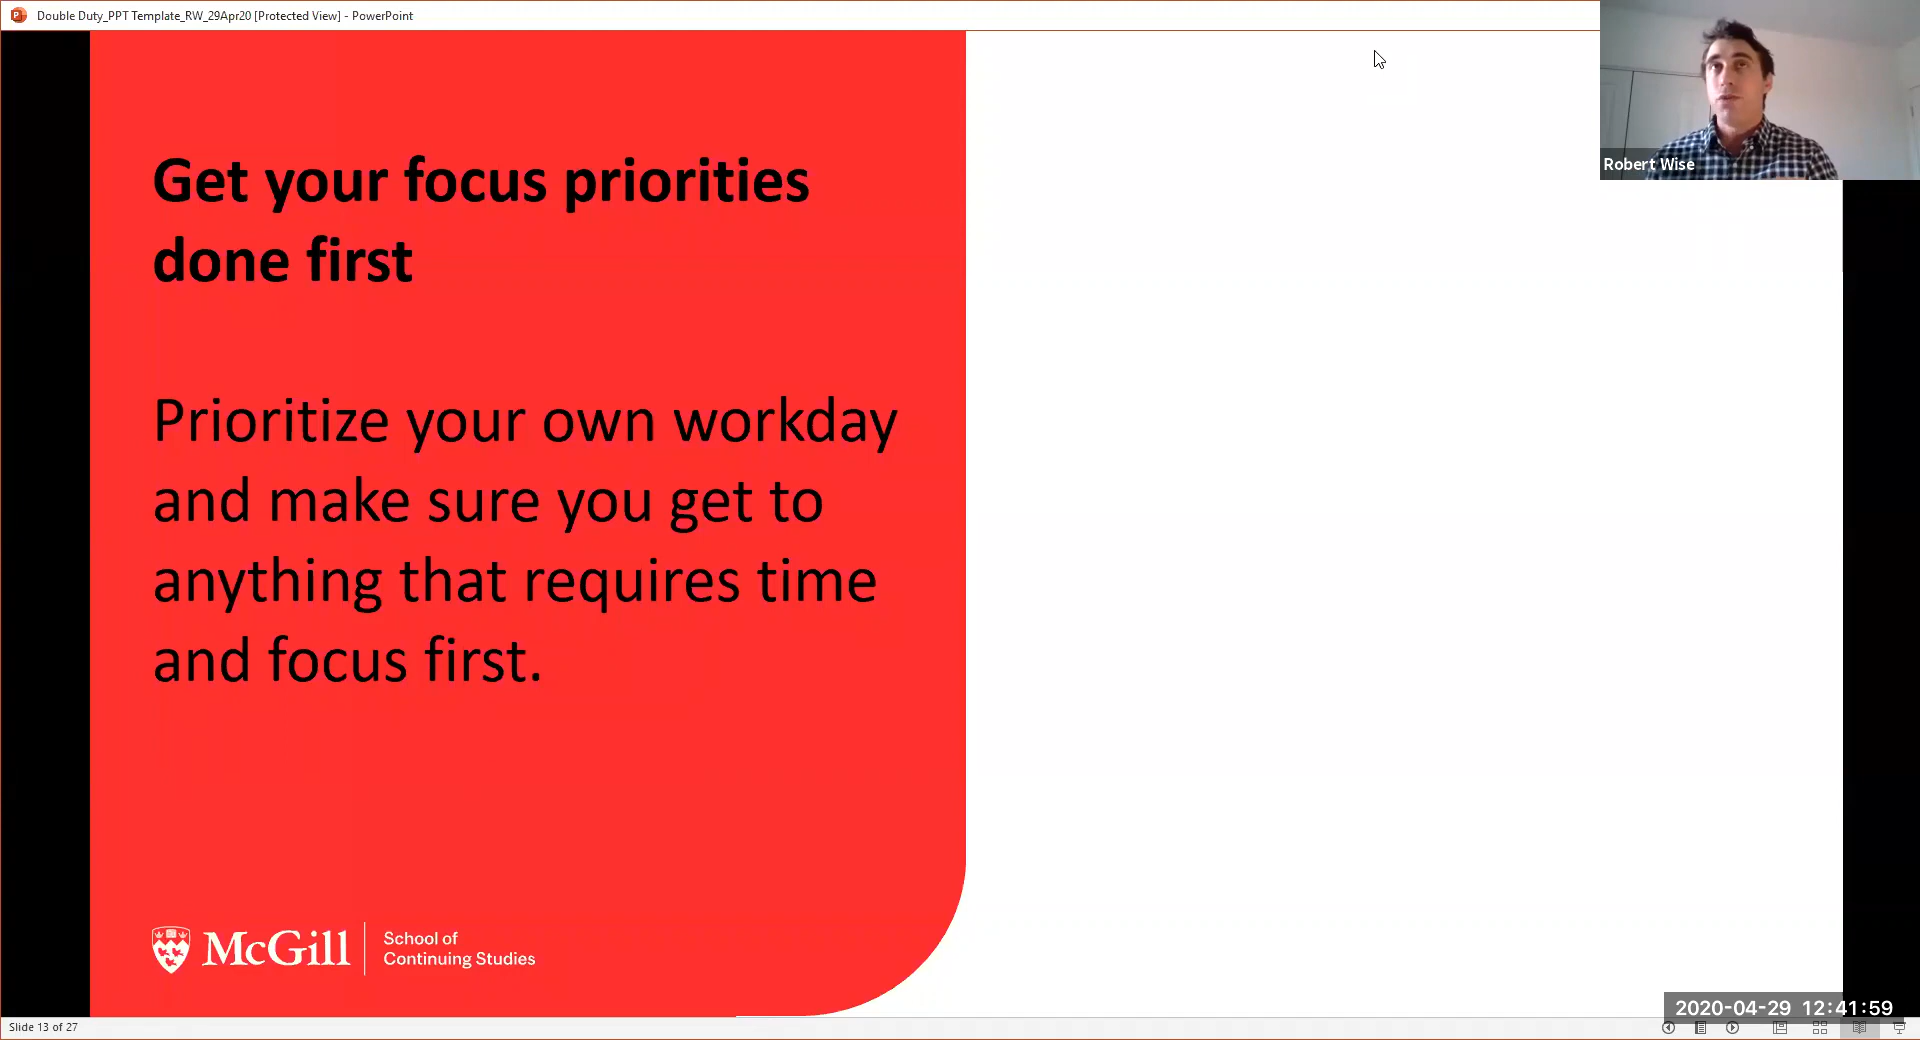 Double Duty_PPT Template_RW_29Apr20 [Protected View] - PowerPoint
Robert Wise
Get your focus priorities
done first
Prioritize your own workday
and make sure you get to
anything that requires time
and focus first.
McGill
School of
Continuing Studies
2020-04-29 12:41:59
Slide 13 of 27